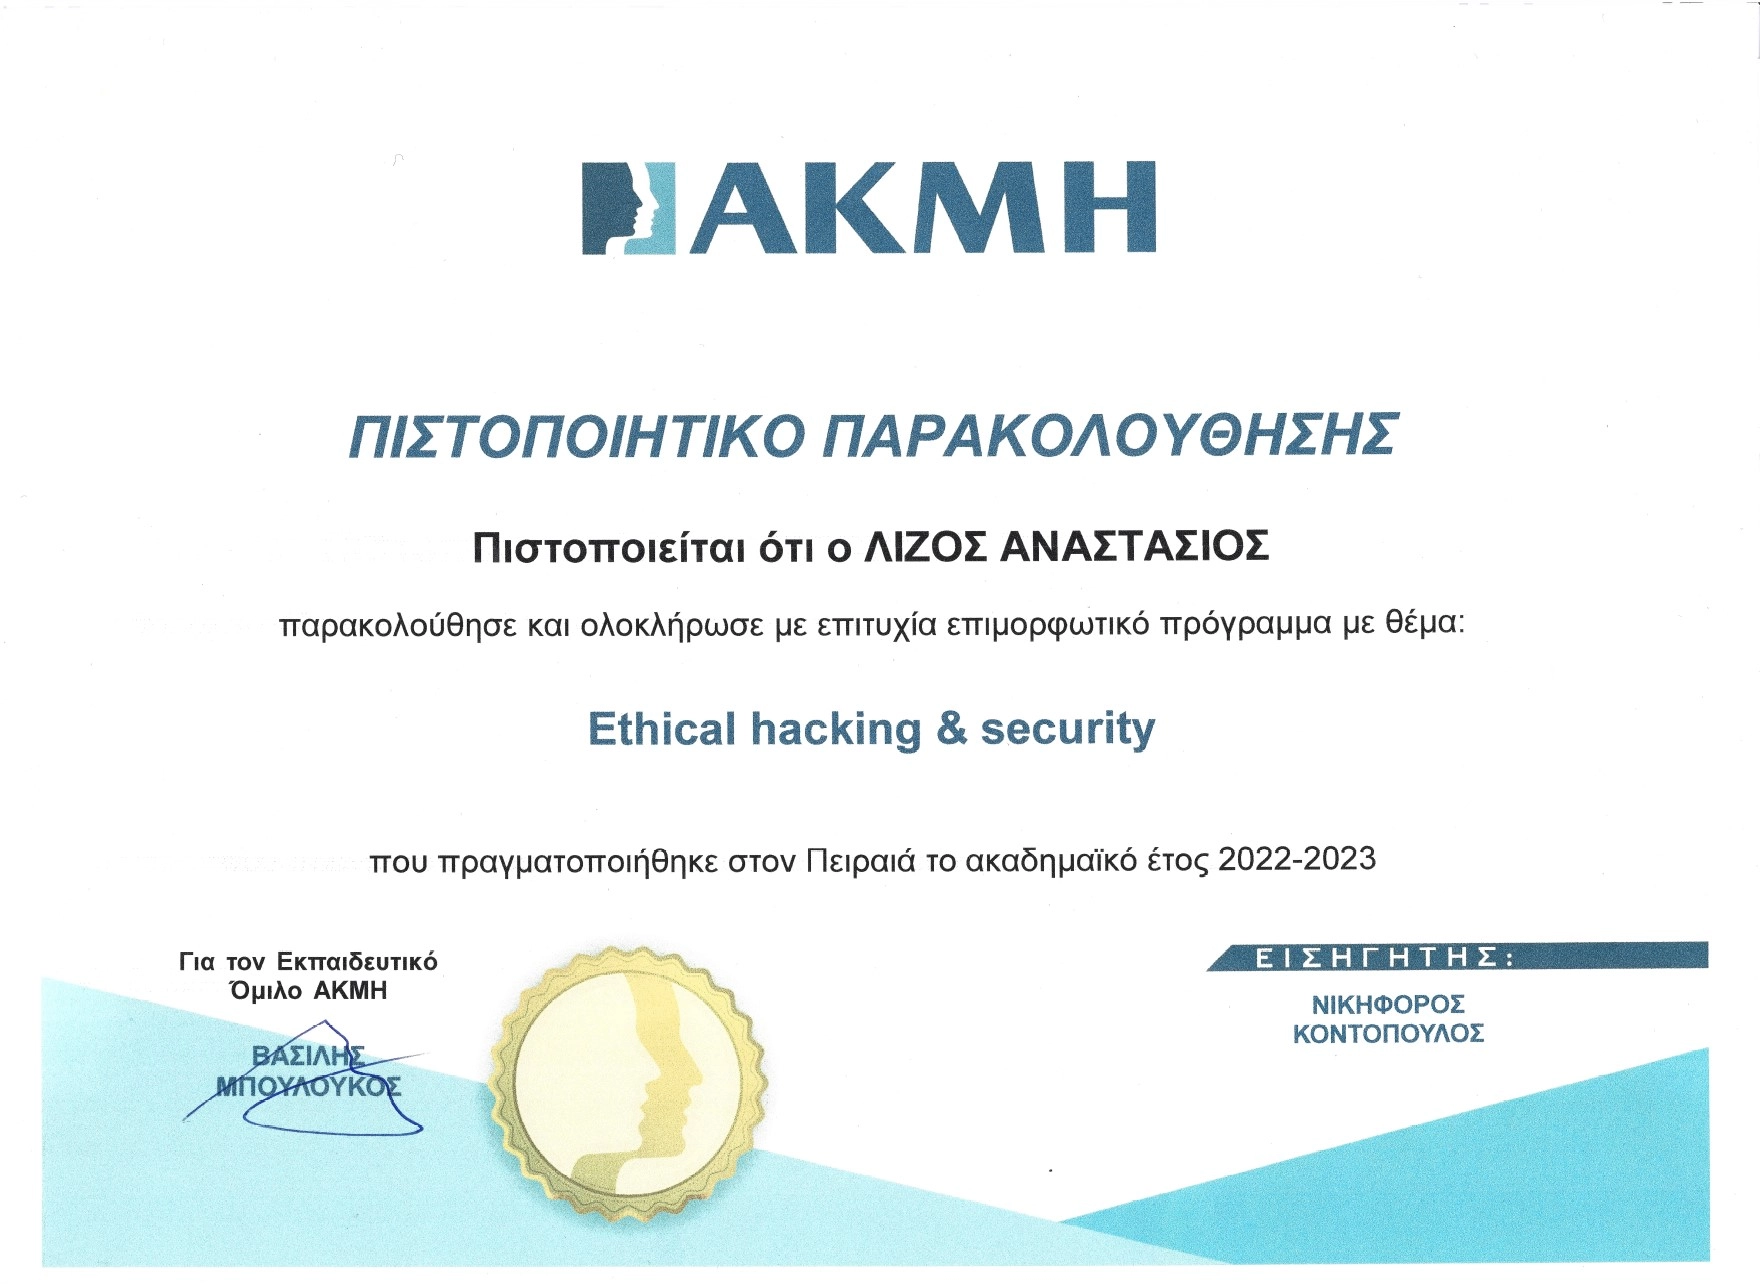 ΑΚΜΗ
ΠΙΣΤΟΠΟΙΗΤΙΚΟ ΠΑΡΑΚΟΛΟΥΘΗΣΗΣ
Πιστοποιείται ότι ο ΛΙΖΟΣ ΑΝΑΣΤΑΣΙΟΣ
παρακολούθησε και ολοκλήρωσε με επιτυχία επιμορφωτικό πρόγραμμα με θέμα:
Ethical hacking & security
που πραγματοποιήθηκε στον Πειραιά το ακαδημαϊκό έτος 2022-2023
Για τον Εκπαιδευτικό
Όμιλο ΑΚΜΗ
ΒΑΣΙΛΗΣ
ΜΠΟΥΛΟΥΚΟΣ
ΕΙΣΗΓΗΤΗΣ:
ΝΙΚΗΦΟΡΟΣ
ΚΟΝΤΟΠΟΥΛΟΣ